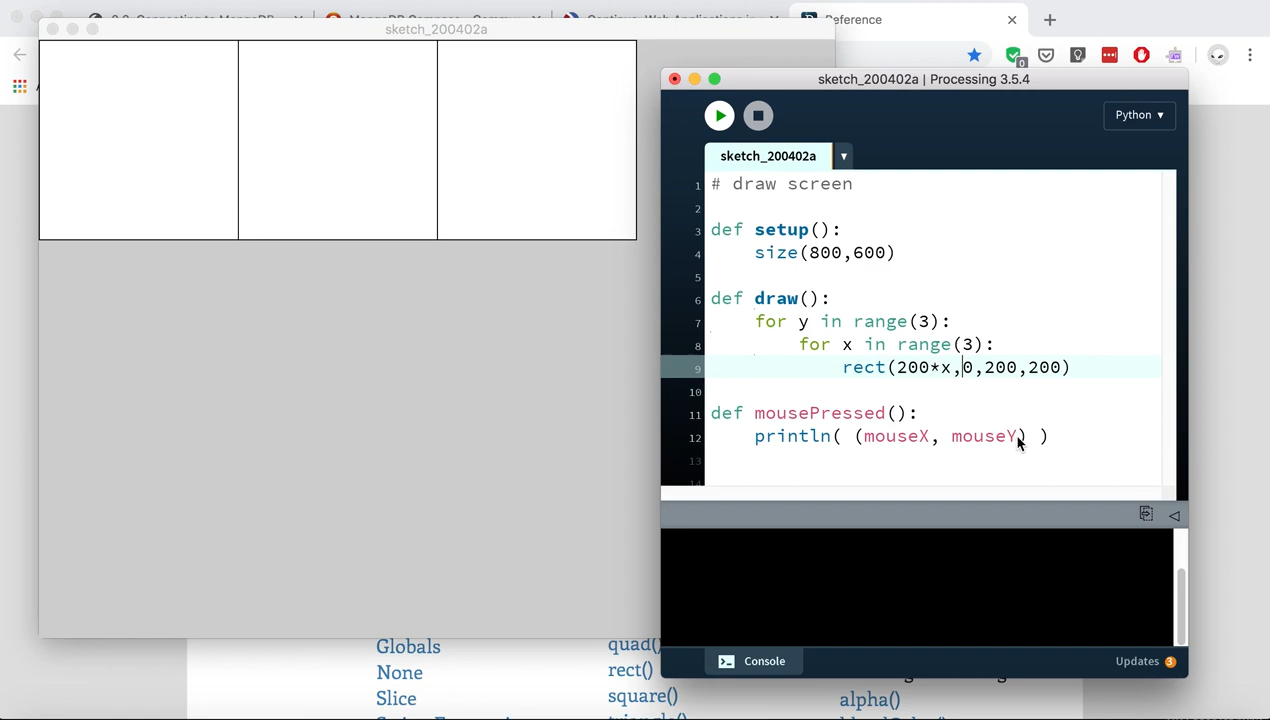 Reference
sketch_200402a
0
sketch_200402a | Processing 3.5.4
Python ▼
sketch_200402a
1 # draw screen
2
3 def setup():
4 size(800,600)
5
6 def draw():
7 for y in range(3):
8 for x in range(3):
9 rect(200*x,0,200,200)
10
11 def mousePressed():
12 println( (mouseX, mouseY) )
13
14
Globals
quad()
None
rect()
Slice
square()
alpha()
Console
Updates 3